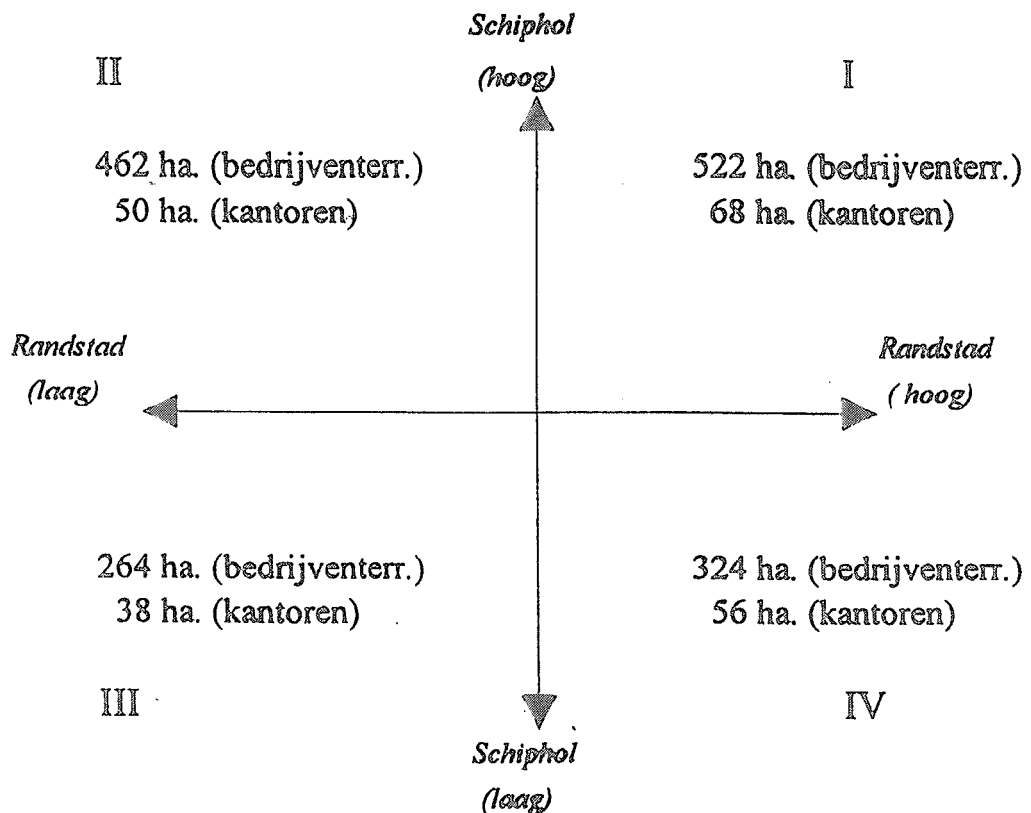 Schiphol
(hoog)
II
I
462 ha. (bedrijventerr.)
50 ha. (kantoren)
522 ha. (bedrijventerr.)
68 ha. (kantoren)
Randstad
(laag)
Randstad
( hoog)
264 ha. (bedrijventerr.)
38 ha. (kantoren)
324 ha. (bedrijventerr.)
56 ha. (kantoren)
III
IV
Schiphol
(laag)